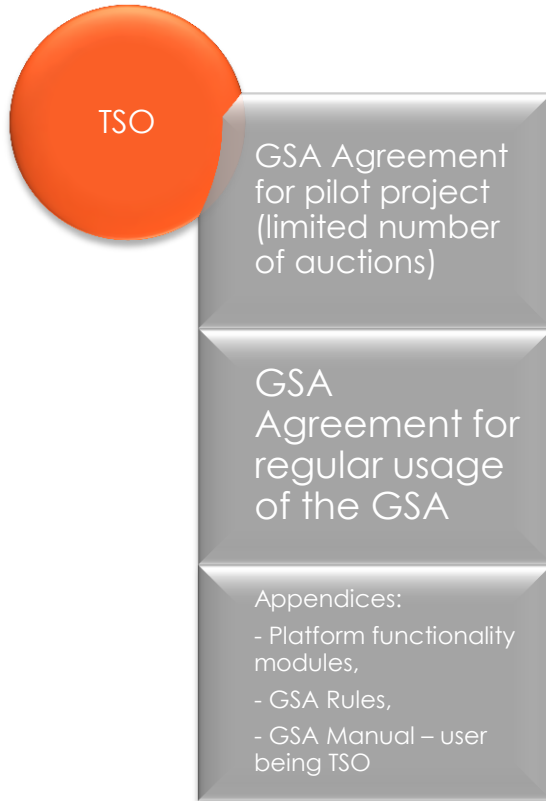 TSO
GSA Agreement
for pilot project
(limited number
of auctions)
GSA
Agreement for
regular usage
of the GSA
Appendices:
- Platform functionality
modules,
- GSA Rules,
- GSA Manual – user
being TSO